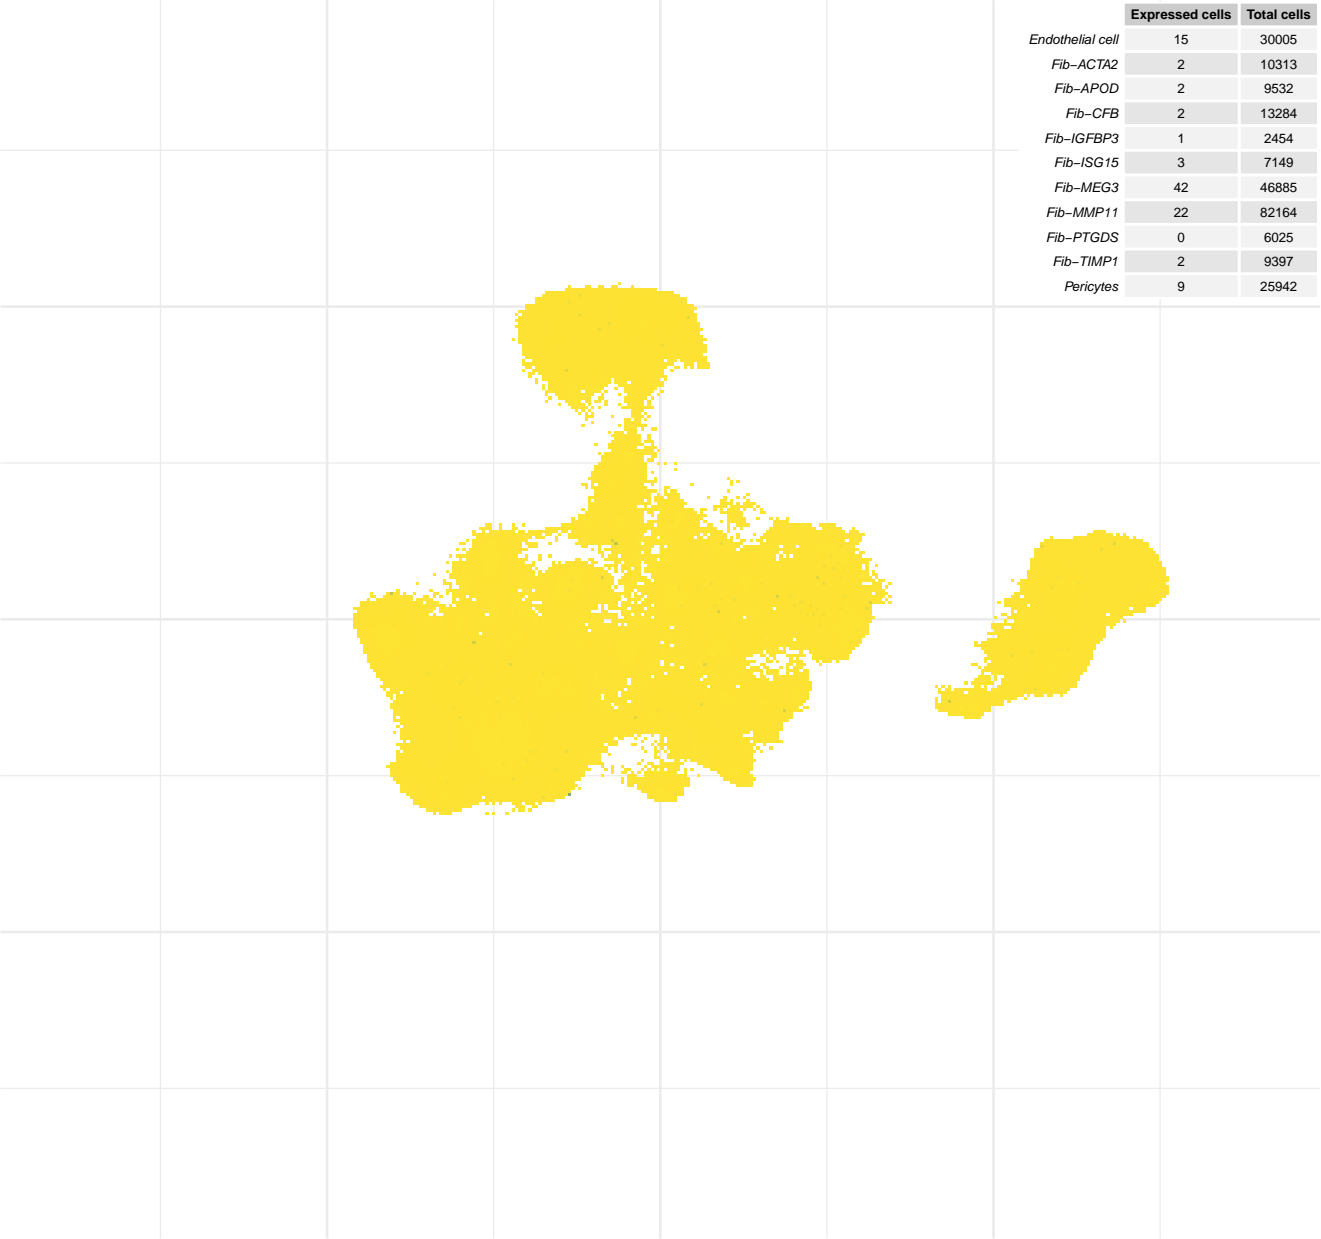 Expressed cells Total cells
Endothelial cell 15 30005
Fib−ACTA2 2 10313
Fib−APOD 2 9532
Fib−CFB 2 13284
Fib−IGFBP3 1 2454
Fib−ISG15 3 7149
Fib−MEG3 42 46885
Fib−MMP11 22 82164
Fib−PTGDS 0 6025
Fib−TIMP1 2 9397
Pericytes 9 25942